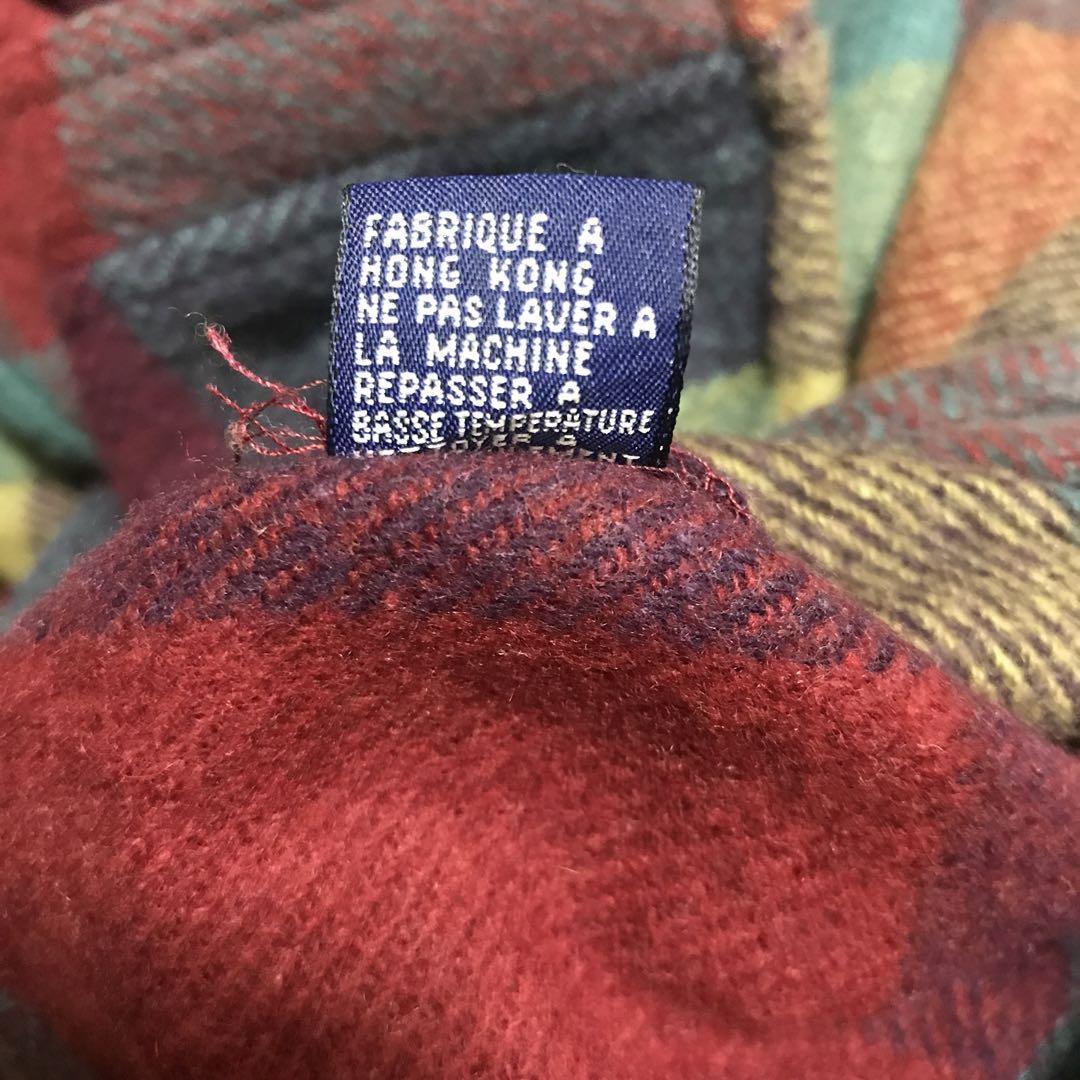 FABRIQUE A
HONG KONG
NE PAS LAVER A
LA MACHINE
REPASSER A
BASSE TEMPERATURE